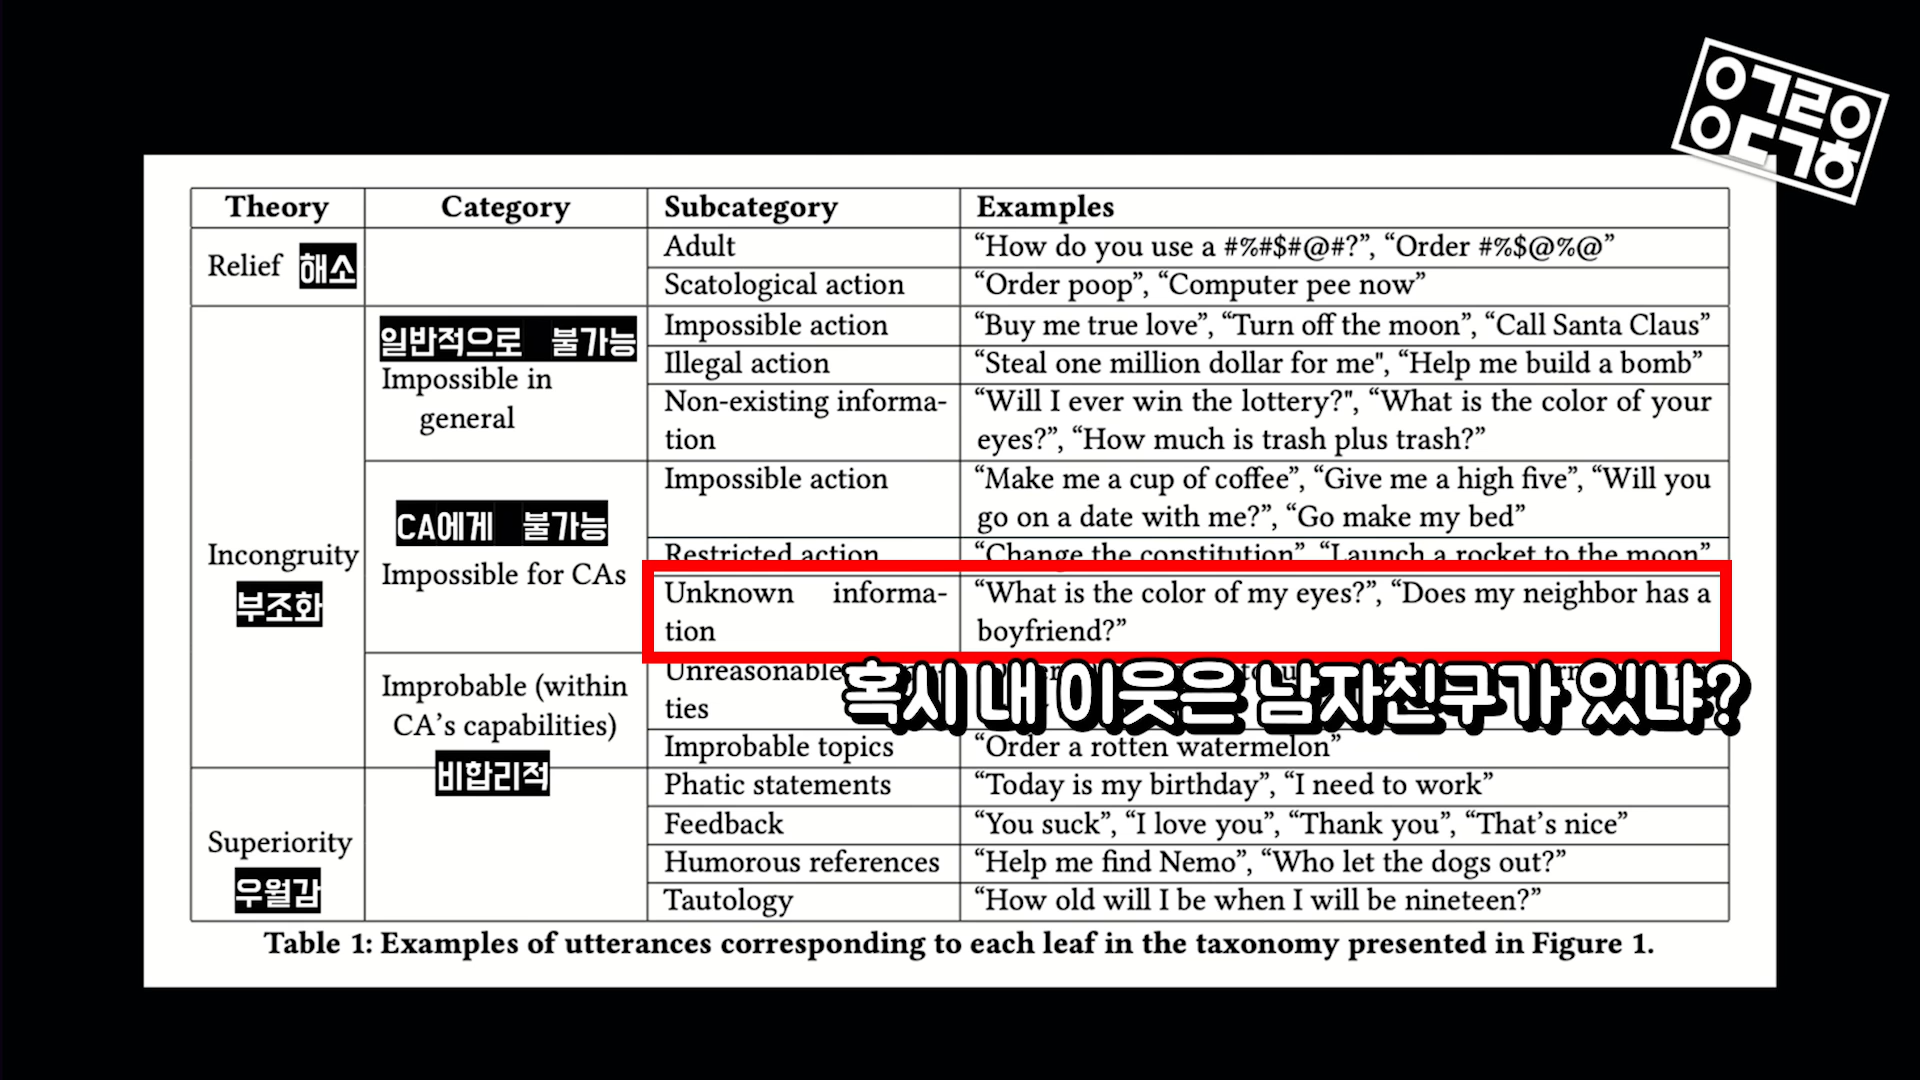 Theory Category Subcategory Examples
Relief 해소
Adult "How do you use a #%#$#@#?", "Order #%$@%@"
Scatological action "Order poop", "Computer pee now"
Incongruity
부조화
일반적으로 불가능
Impossible in
general
Impossible action "Buy me true love", "Turn off the moon", "Call Santa Claus"
Illegal action "Steal one million dollar for me", "Help me build a bomb"
Non-existing informa- "Will I ever win the lottery?", "What is the color of your
tion eyes?", "How much is trash plus trash?"
CA에게 불가능
Impossible for CAs
Impossible action "Make me a cup of coffee", "Give me a high five", "Will you
go on a date with me?", "Go make my bed"
Restricted action "Change the constitution", "Launch a rocket to the moon"
Unknown informa- "What is the color of my eyes?", "Does my neighbor has a
tion boyfriend?"
Improbable (within
CA's capabilities)
비합리적
Unreasonable
ties
혹시 내 이웃은 남자친구가 있냐?
Improbable topics "Order a rotten watermelon"
Superiority
우월감
Phatic statements "Today is my birthday", "I need to work"
Feedback "You suck", "I love you", "Thank you", "That's nice"
Humorous references "Help me find Nemo", "Who let the dogs out?"
Tautology "How old will I be when I will be nineteen?"
Table 1: Examples of utterances corresponding to each leaf in the taxonomy presented in Figure 1.